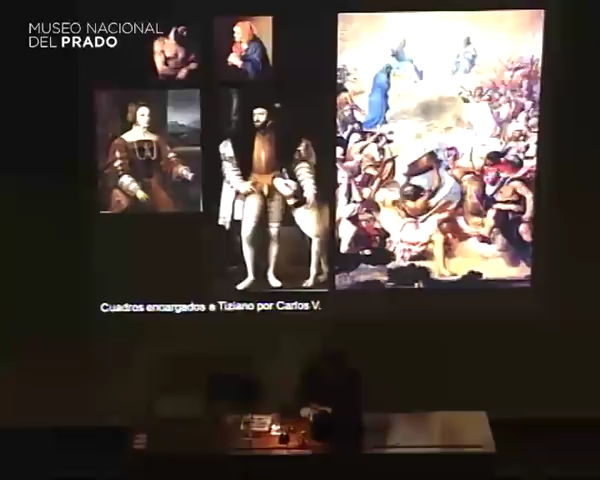 MUSEO NACIONAL
DEL PRADO
Cuadros encargados a Tiziano por Carlos V.